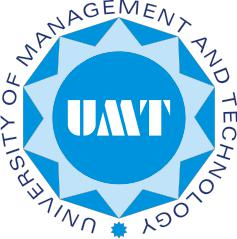 UNIVERSITY OF MANAGEMENT AND TECHNOLOGY
UMT